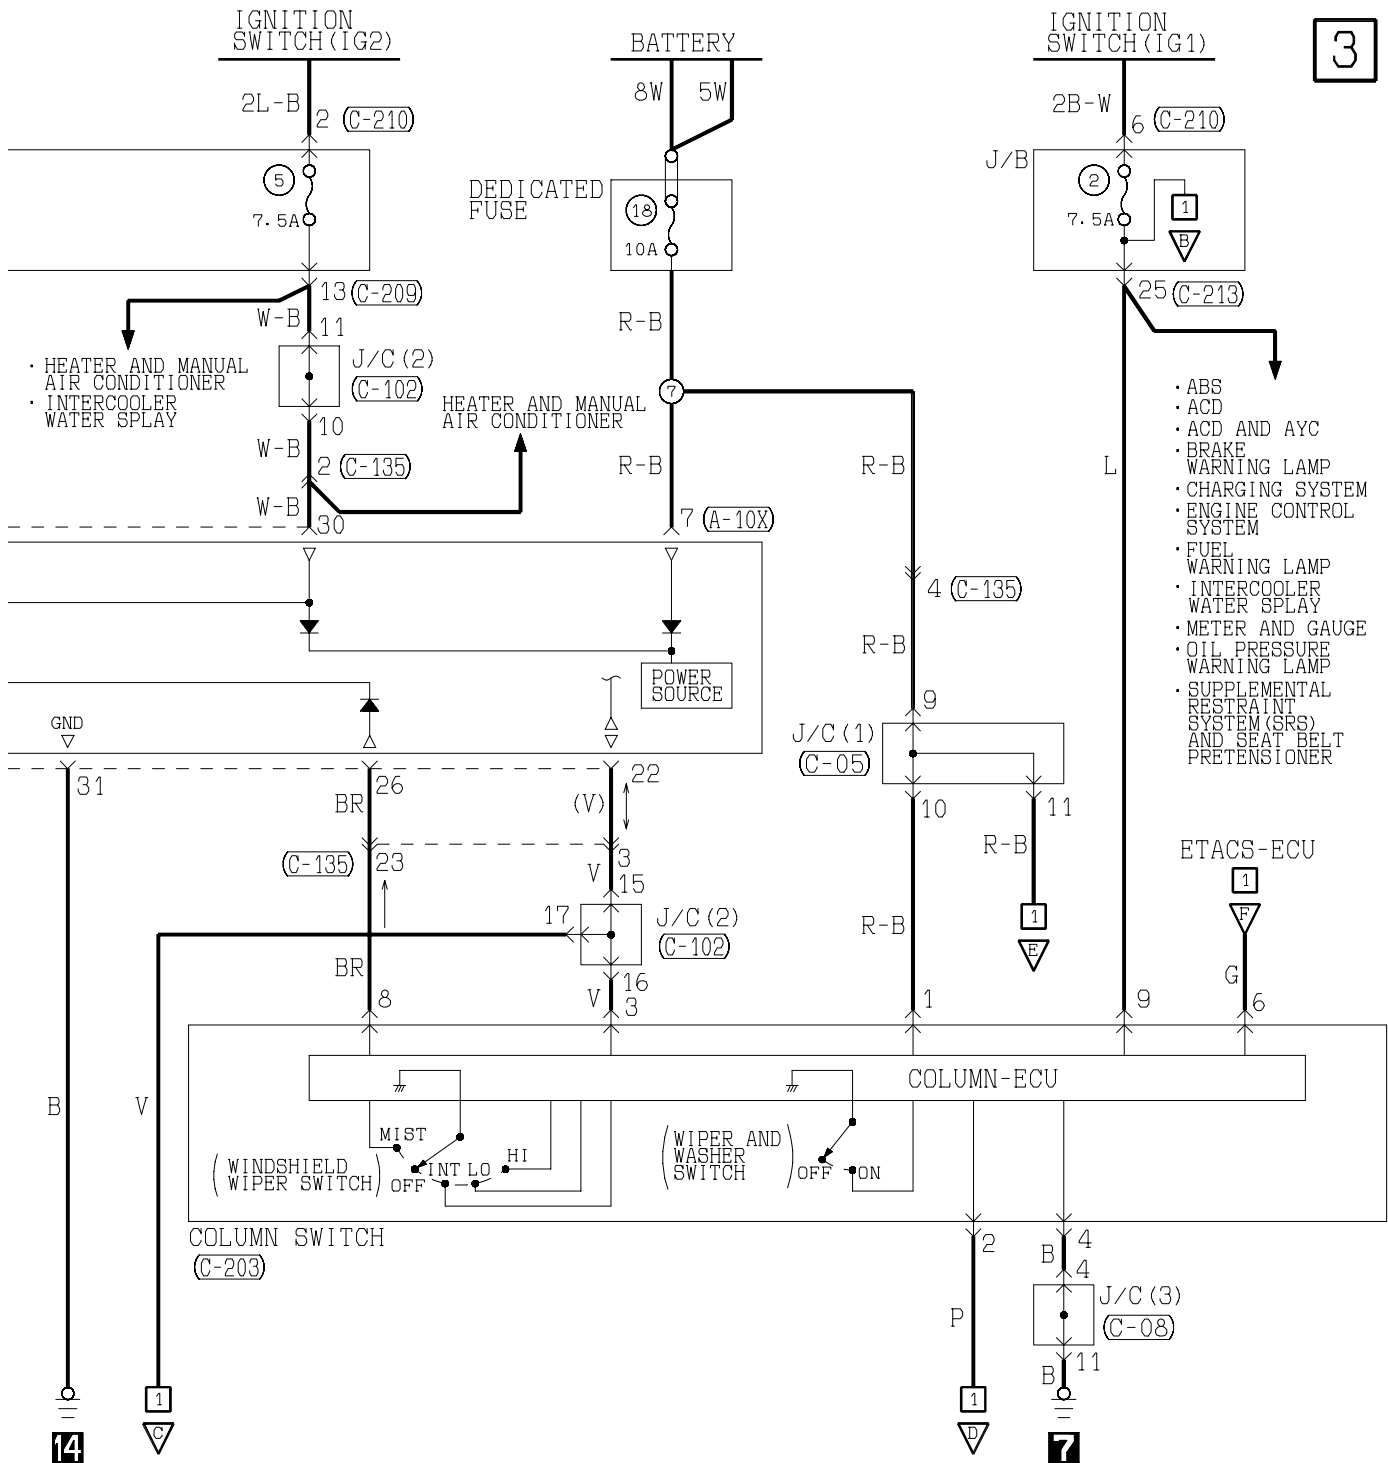 IGNITION
SWITCH(IG2)
BATTERY
IGNITION
SWITCH(IG1)
3
2L-B
8W
5W
2B-W
2
C-210
6
C-210
5
7.5A
DEDICATED
FUSE
18
10A
J/B
2
7.5A
1
B
13
C-209
25
C-213
W-B
11
R-B
J/C(2)
C-102
· HEATER AND MANUAL
AIR CONDITIONER
· INTERCOOLER
WATER SPLAY
7
HEATER AND MANUAL
AIR CONDITIONER
10
W-B
2
C-135
R-B
R-B
L
W-B
30
7
A-10X
· ABS
· ACD
· ACD AND AYC
· BRAKE
WARNING LAMP
· CHARGING SYSTEM
· ENGINE CONTROL
SYSTEM
· FUEL
WARNING LAMP
· INTERCOOLER
WATER SPLAY
· METER AND GAUGE
· OIL PRESSURE
WARNING LAMP
· SUPPLEMENTAL
RESTRAINT
SYSTEM(SRS)
AND SEAT BELT
PRETENSIONER
4
C-135
R-B
POWER
SOURCE
GND
9
J/C(1)
C-05
31
26
22
BR
(V)
10
11
C-135
23
3
V
15
R-B
ETACS-ECU
1
F
17
J/C(2)
C-102
R-B
1
E
BR
16
G
8
V
3
1
9
6
COLUMN-ECU
B
V
MIST
HI
(WINDSHIELD
WIPER SWITCH)
OFF
INT
LO
(WIPER AND
WASHER
SWITCH)
OFF
ON
COLUMN SWITCH
C-203
2
4
B
4
P
J/C(3)
C-08
11
B
1
C
1
D
14
7